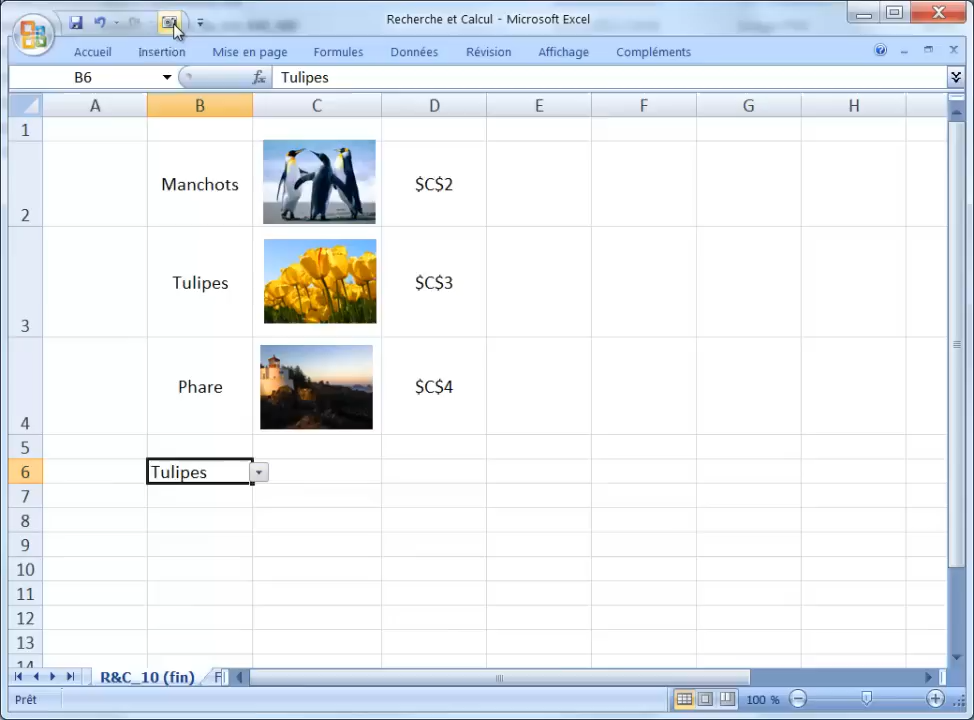 Recherche et Calcul - Microsoft Excel
Accueil Insertion Mise en page Formules Données Révision Affichage Compléments
B6 fx Tulipes
A B C D E F G H
1
2 Manchots $C$2
3 Tulipes $C$3
4 Phare $C$4
5
6 Tulipes
7
8
9
10
11
12
13
14
R&C_10 (fin) F
Prêt 100 %